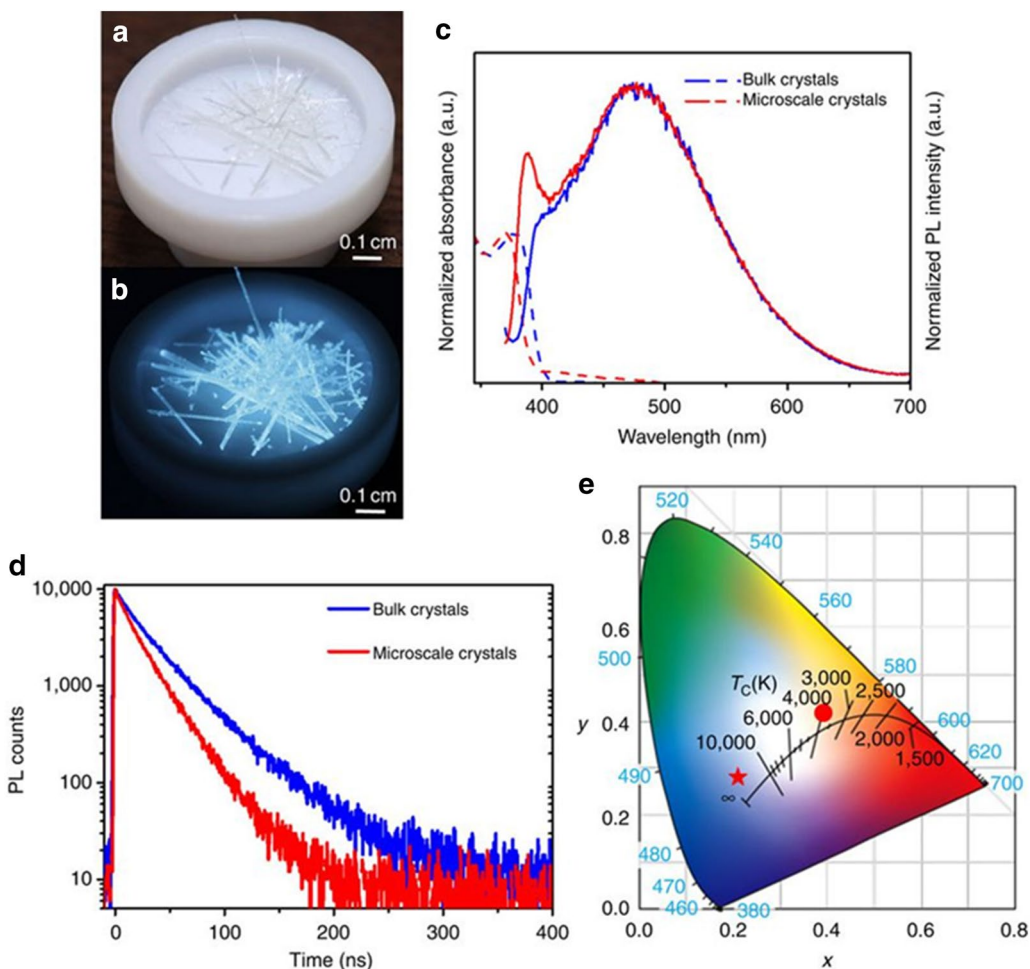 a
0.1 cm
b
0.1 cm
c
Normalized absorbance (a.u.)
Normalized PL intensity (a.u.)
Bulk crystals
Microscale crystals
400
500
600
700
Wavelength (nm)
d
PL counts
10,000
1,000
100
10
Bulk crystals
Microscale crystals
0
100
200
300
400
Time (ns)
e
y
0.8
0.6
0.4
0.2
0.0
520
540
560
580
600
620
700
500
490
480
470
460
380
Tc(K)
3,000
4,000
2,500
6,000
2,000
10,000
1,500
∞
0.0
0.2
0.4
0.6
0.8
x